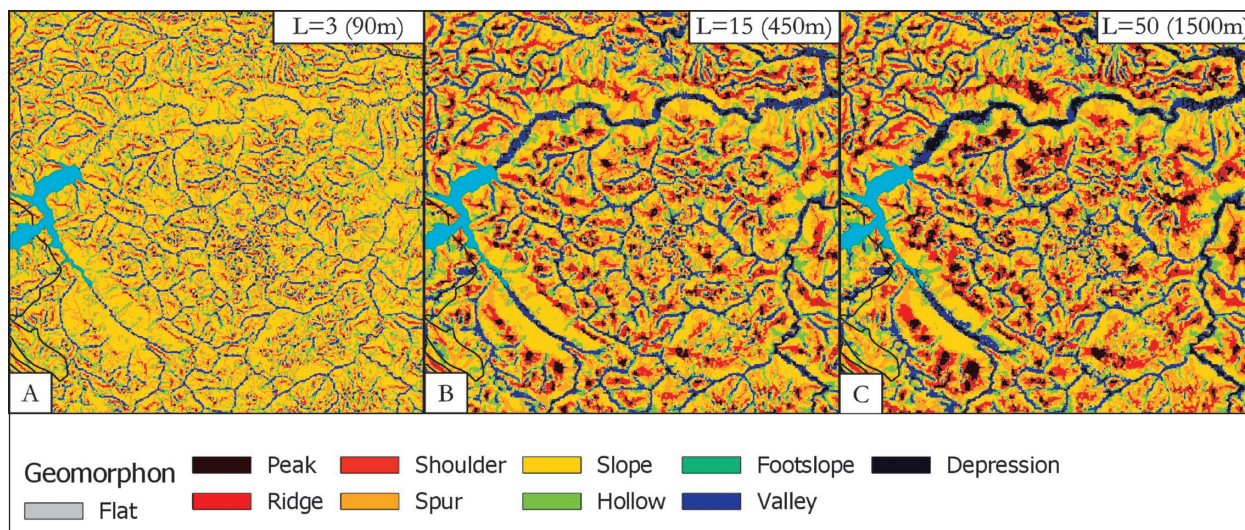 L=3 (90m)
L=15 (450m)
L=50 (1500m)
A
B
C
Geomorphon
Peak
Shoulder
Slope
Footslope
Depression
Flat
Ridge
Spur
Hollow
Valley